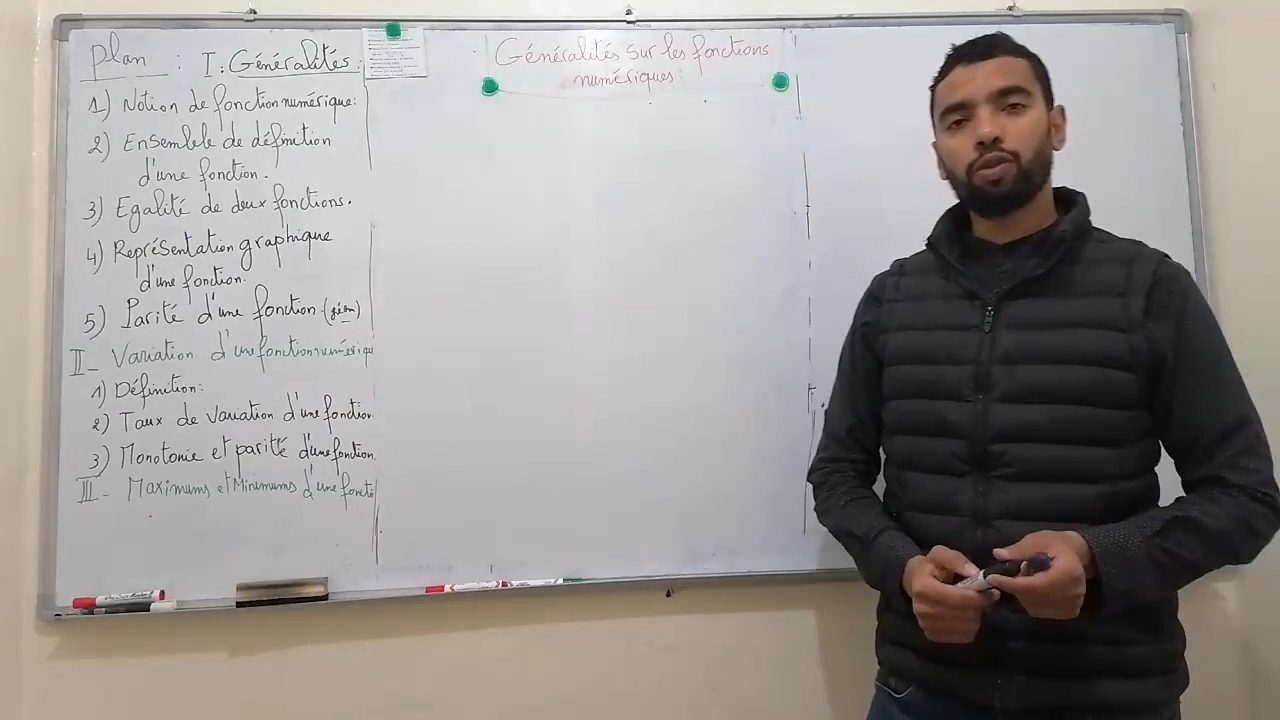 Plan : I: Généralités:
1) Notion de fonction numérique:
2) Ensemble de définition
d'une fonction.
3) Egalité de deux fonctions.
4) Représentation graphique
d'une fonction.
5) Parité d'une fonction (géom)
II- Variation d'une fonction numériqu
1) Définition:
2) Taux de Variation d'une fonction.
3) Monotonie et parité d'une fonction.
III- Maximums et Minimums d'une foncti
Généralités sur les fonctions
numériques: